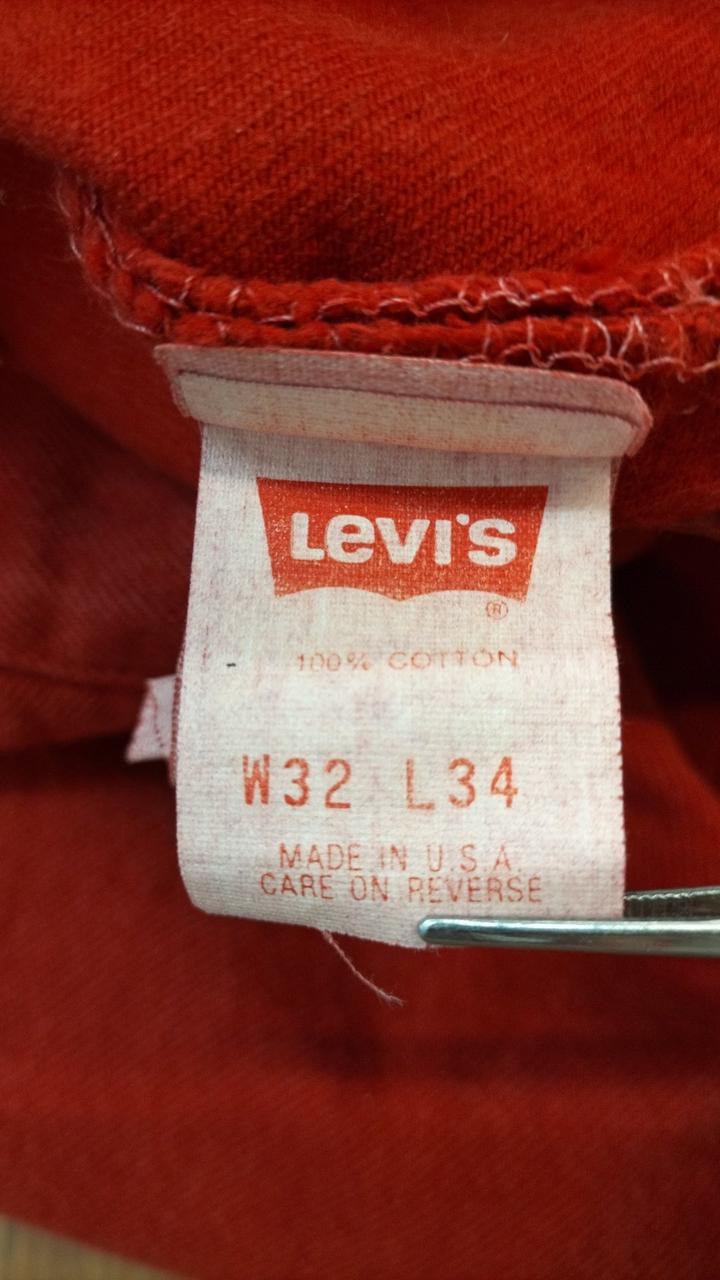 LEVI'S
®
100% COTTON
W32 L34
MADE IN U.S.A.
CARE ON REVERSE